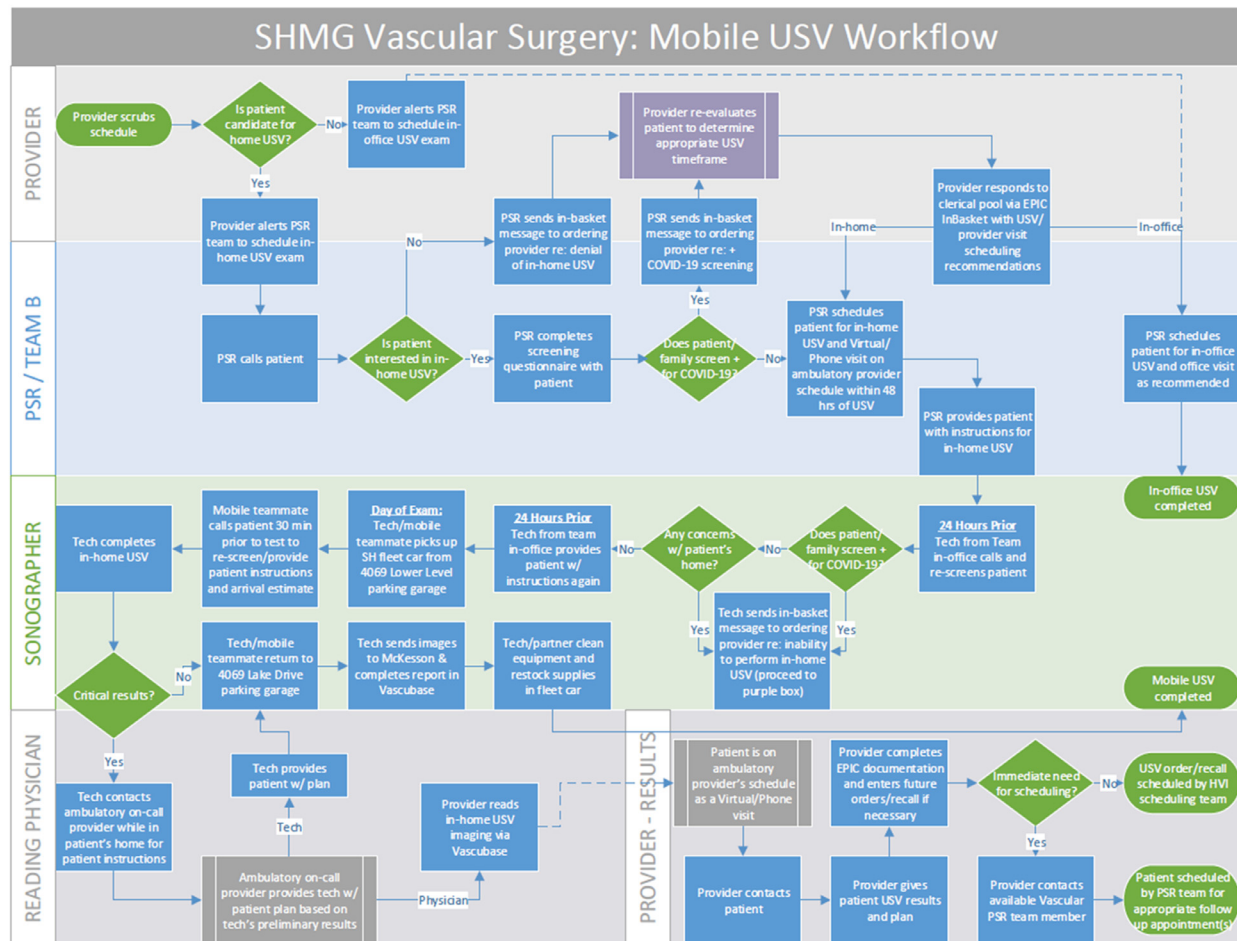 SHMG Vascular Surgery: Mobile USV Workflow
PROVIDER
Provider scrubs
schedule
Is patient
candidate for
home USV?
No
Provider alerts PSR
team to schedule in-
office USV exam
Provider re-evaluates
patient to determine
appropriate USV
timeframe
Yes
Provider alerts PSR
team to schedule in-
home USV exam
No
PSR sends in-basket
message to ordering
provider re: denial
of in-home USV
PSR sends in-basket
message to ordering
provider re: +
COVID-19 screening
In-home
Provider responds to
clerical pool via EPIC
InBasket with USV/
provider visit
scheduling
recommendations
In-office
PSR / TEAM B
PSR calls patient
Is patient
interested in in-
home USV?
Yes
PSR completes
screening
questionnaire with
patient
Yes
Does patient/
family screen +
for COVID-19?
No
PSR schedules
patient for in-home
USV and Virtual/
Phone visit on
ambulatory provider
schedule within 48
hrs of USV
PSR schedules
patient for in-office
USV and office visit
as recommended
PSR provides patient
with instructions for
in-home USV
SONOGRAPHER
In-office USV
completed
Tech completes
in-home USV
Mobile teammate
calls patient 30 min
prior to test to
re-screen/provide
patient instructions
and arrival estimate
Day of Exam:
Tech/mobile
teammate picks up
SH fleet car from
4069 Lower Level
parking garage
24 Hours Prior
Tech from team
in-office provides
patient w/
instructions again
No
Any concerns
w/ patient's
home?
No
Does patient/
family screen +
for COVID-19?
24 Hours Prior
Tech from Team
in-office calls and
re-screens patient
Yes
Yes
Tech sends in-basket
message to ordering
provider re: inability
to perform in-home
USV (proceed to
purple box)
Critical results?
No
Tech/mobile
teammate return to
4069 Lake Drive
parking garage
Tech sends images
to McKesson &
completes report in
Vascubase
Tech/partner clean
equipment and
restock supplies
in fleet car
Mobile USV
completed
READING PHYSICIAN
Yes
Tech contacts
ambulatory on-call
provider while in
patient's home for
patient instructions
Tech provides
patient w/ plan
Tech
Ambulatory on-call
provider provides tech w/
patient plan based on
tech's preliminary results
Physician
Provider reads
in-home USV
imaging via
Vascubase
PROVIDER - RESULTS
Patient is on
ambulatory
provider's schedule
as a Virtual/Phone
visit
Provider contacts
patient
Provider gives
patient USV results
and plan
Provider completes
EPIC documentation
and enters future
orders/recall if
necessary
Immediate need
for scheduling?
No
USV order/recall
scheduled by HVI
scheduling team
Yes
Provider contacts
available Vascular
PSR team member
Patient scheduled
by PSR team for
appropriate follow
up appointment(s)